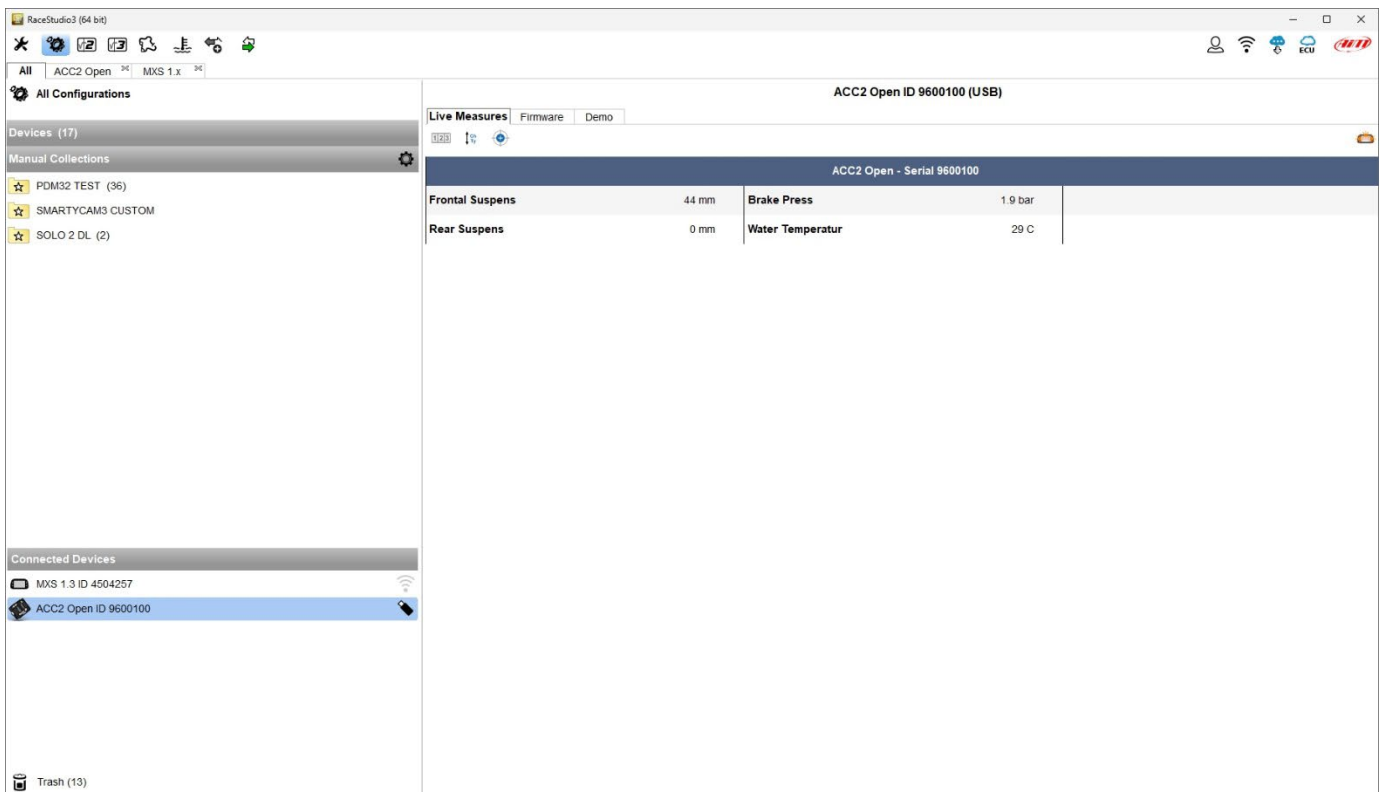 RaceStudio3 (64 bit)
ECU
AiM
All
ACC2 Open
MXS 1.x
All Configurations
Devices (17)
Manual Collections
PDM32 TEST (36)
SMARTYCAM3 CUSTOM
SOLO 2 DL (2)
Connected Devices
MXS 1.3 ID 4504257
ACC2 Open ID 9600100
Trash (13)
ACC2 Open ID 9600100 (USB)
Live Measures Firmware Demo
ACC2 Open - Serial 9600100
Frontal Suspens 44 mm Brake Press 1.9 bar
Rear Suspens 0 mm Water Temperatur 29 C